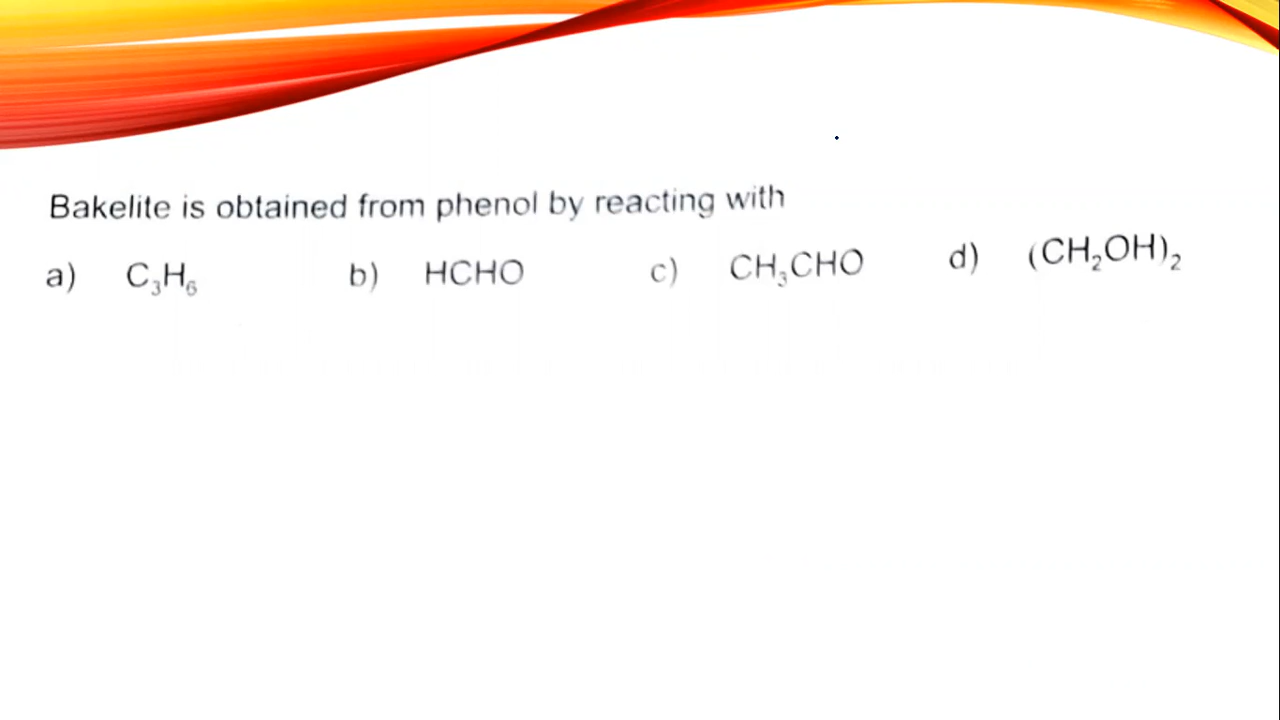 Bakelite is obtained from phenol by reacting with
a) C₃H₆ b) HCHO c) CH₃CHO d) (CH₂OH)₂